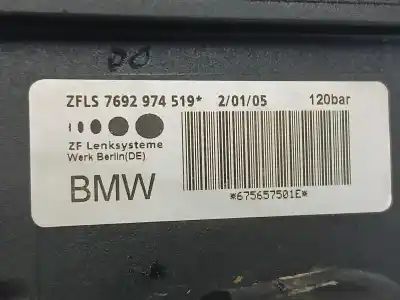 DO
ZFLS 7692 974 519* 2/01/05 120bar
ZF Lenksysteme
Werk Berlin(DE)
BMW
*675657501E*